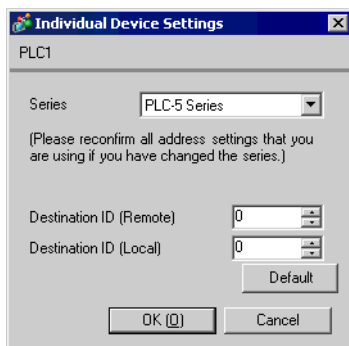 Individual Device Settings
PLC1
Series PLC-5 Series
(Please reconfirm all address settings that you
are using if you have changed the series.)
Destination ID (Remote) 0
Destination ID (Local) 0
Default
OK (O) Cancel